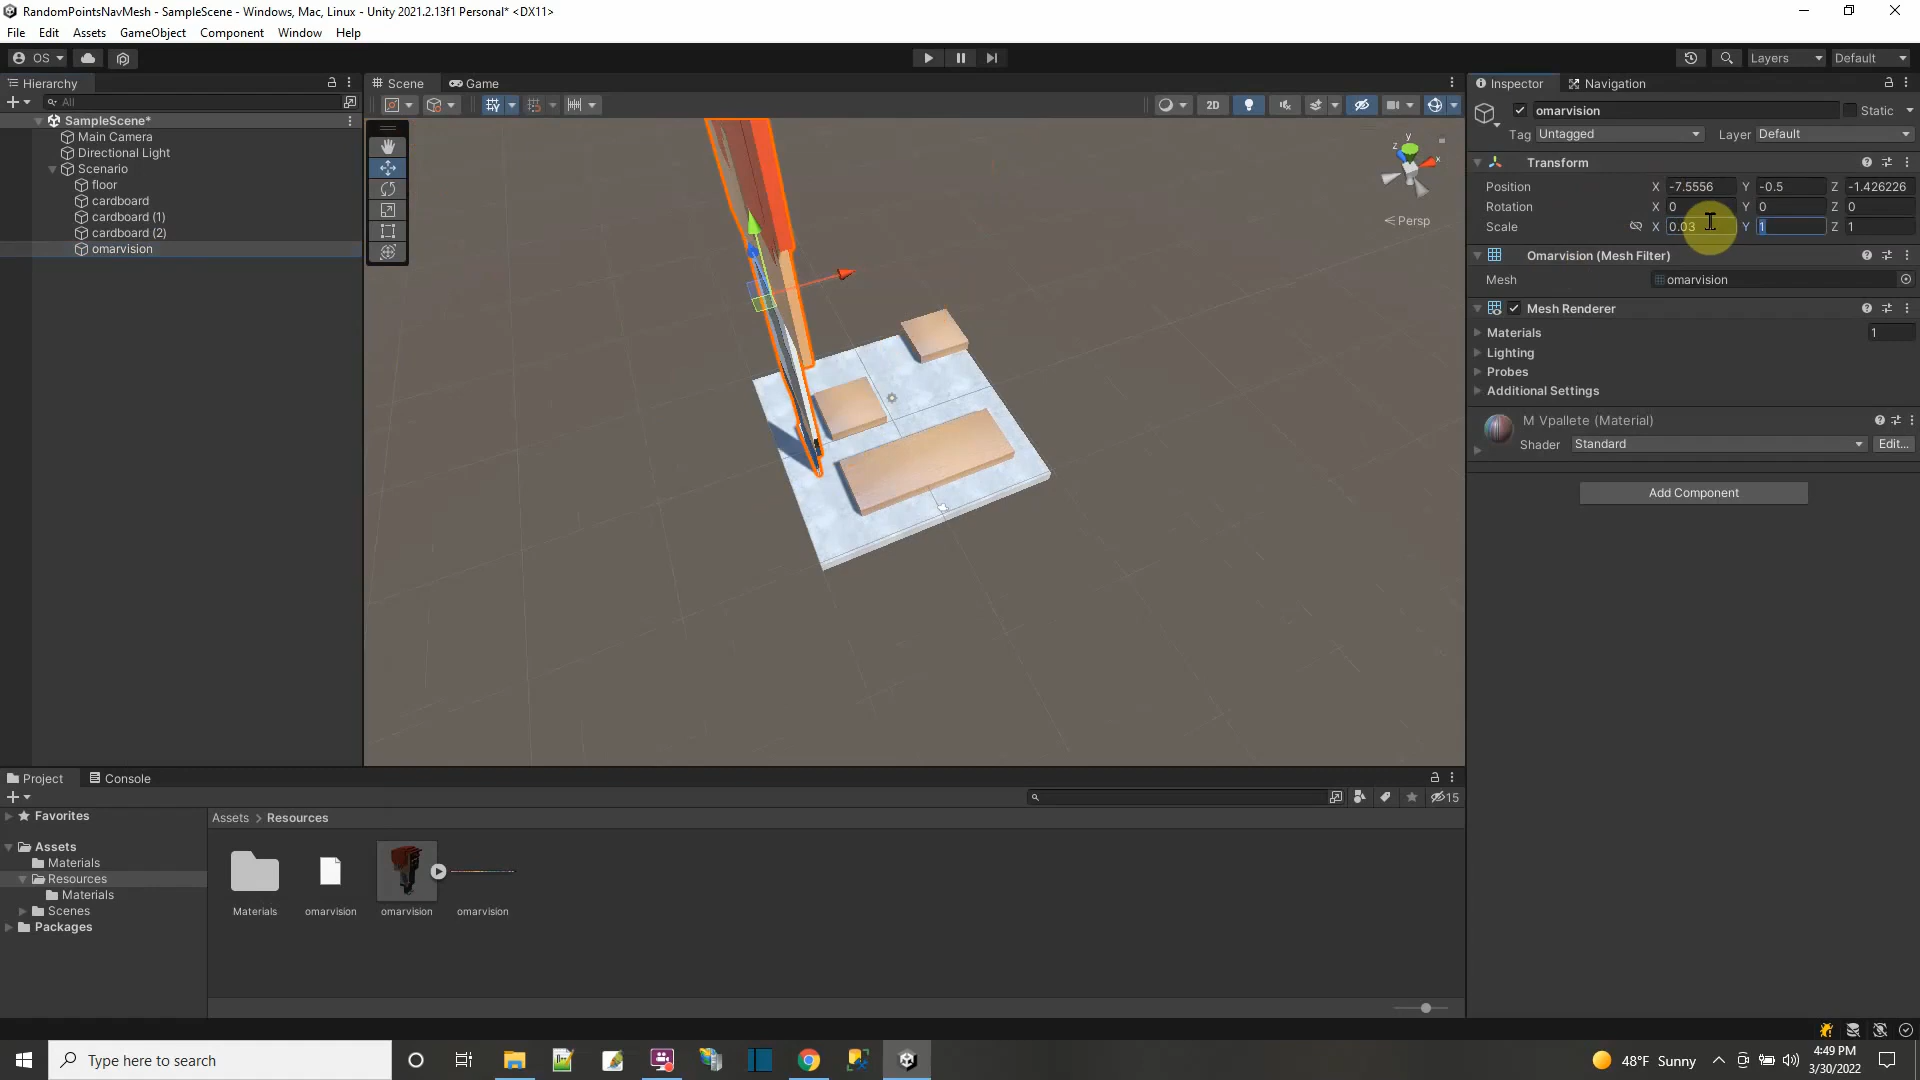 RandomPointsNavMesh - SampleScene - Windows, Mac, Linux - Unity 2021.2.13f1 Personal* <DX11>
File Edit Assets GameObject Component Window Help
OS Layers Default
Hierarchy
All
SampleScene*
Main Camera
Directional Light
Scenario
floor
cardboard
cardboard (1)
cardboard (2)
omarvision
Scene Game
2D
y
z x
Persp
Inspector Navigation
omarvision Static
Tag Untagged Layer Default
Transform
Position X -7.5556 Y -0.5 Z -1.426226
Rotation X 0 Y 0 Z 0
Scale X 0.03 Y 1 Z 1
Omarvision (Mesh Filter)
Mesh omarvision
Mesh Renderer
Materials 1
Lighting
Probes
Additional Settings
M Vpallete (Material)
Shader Standard Edit...
Add Component
Project Console
15
Favorites
Assets
Materials
Resources
Materials
Scenes
Packages
Assets > Resources
Materials omarvision omarvision omarvision
Type here to search
48°F Sunny
4:49 PM
3/30/2022